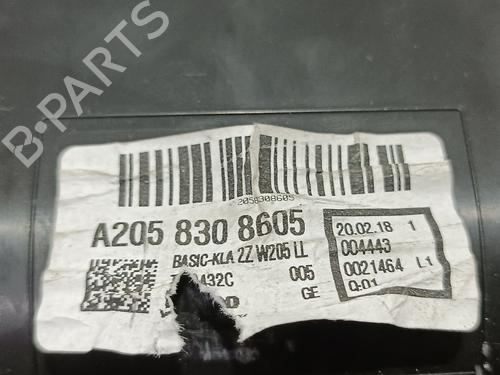 B-PARTS
2058308605
A205 830 8605
BASIC-KLA 2Z W205 LL
432C 005
GE
20.02.18 1
004443
0021464 L1
Q:01